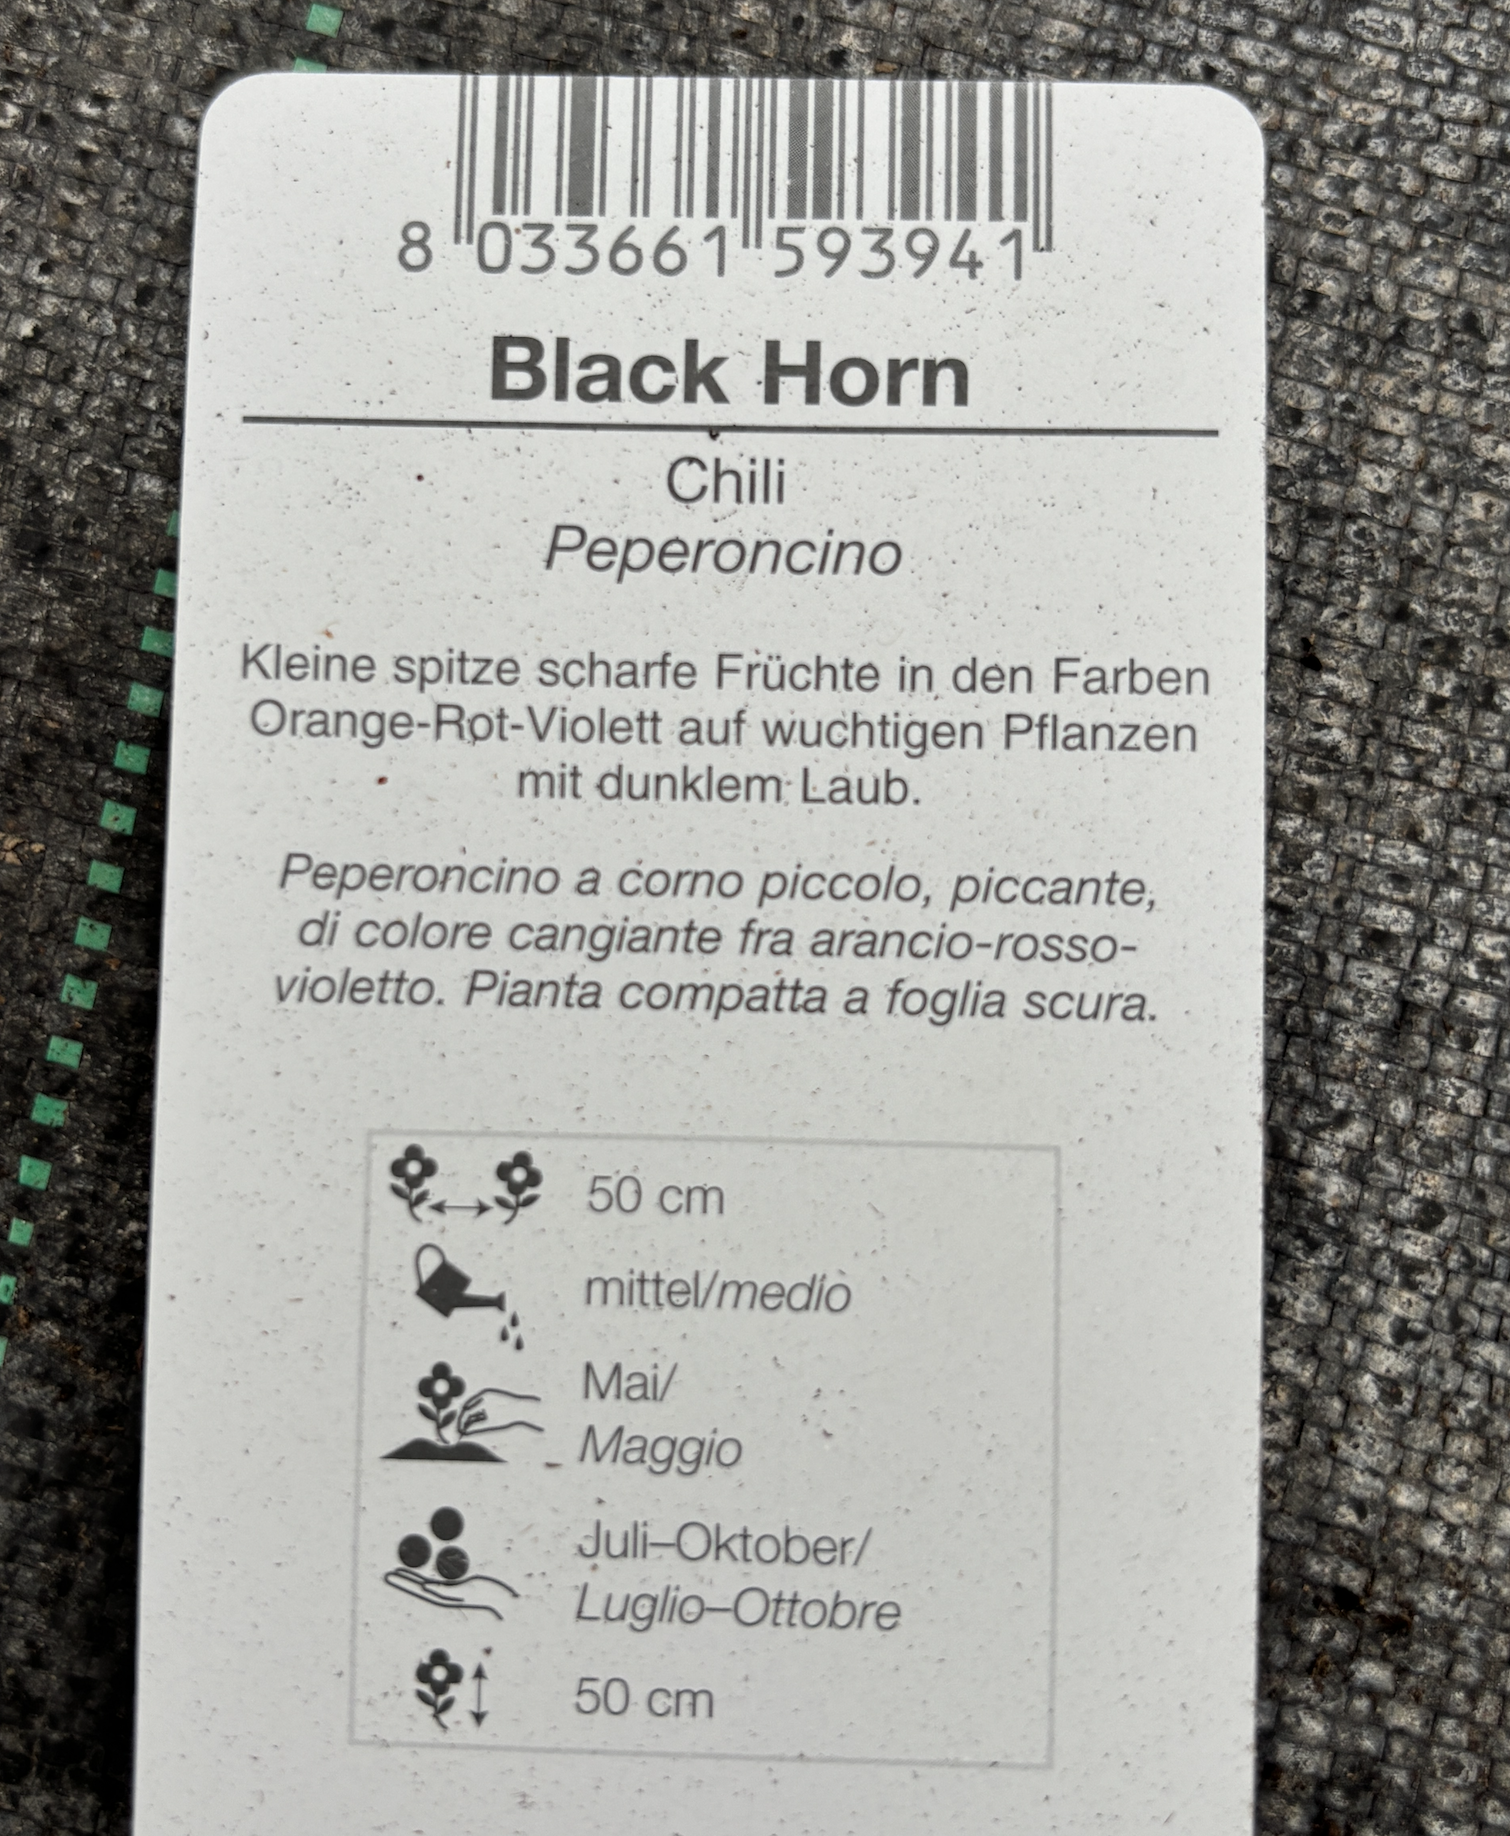 8 033661 593941
Black Horn
Chili
Peperoncino
Kleine spitze scharfe Früchte in den Farben
Orange-Rot-Violett auf wuchtigen Pflanzen
mit dunklem Laub.
Peperoncino a corno piccolo, piccante,
di colore cangiante fra arancio-rosso-
violetto. Pianta compatta a foglia scura.
50 cm
mittel/medio
Mai/
Maggio
Juli–Oktober/
Luglio–Ottobre
50 cm